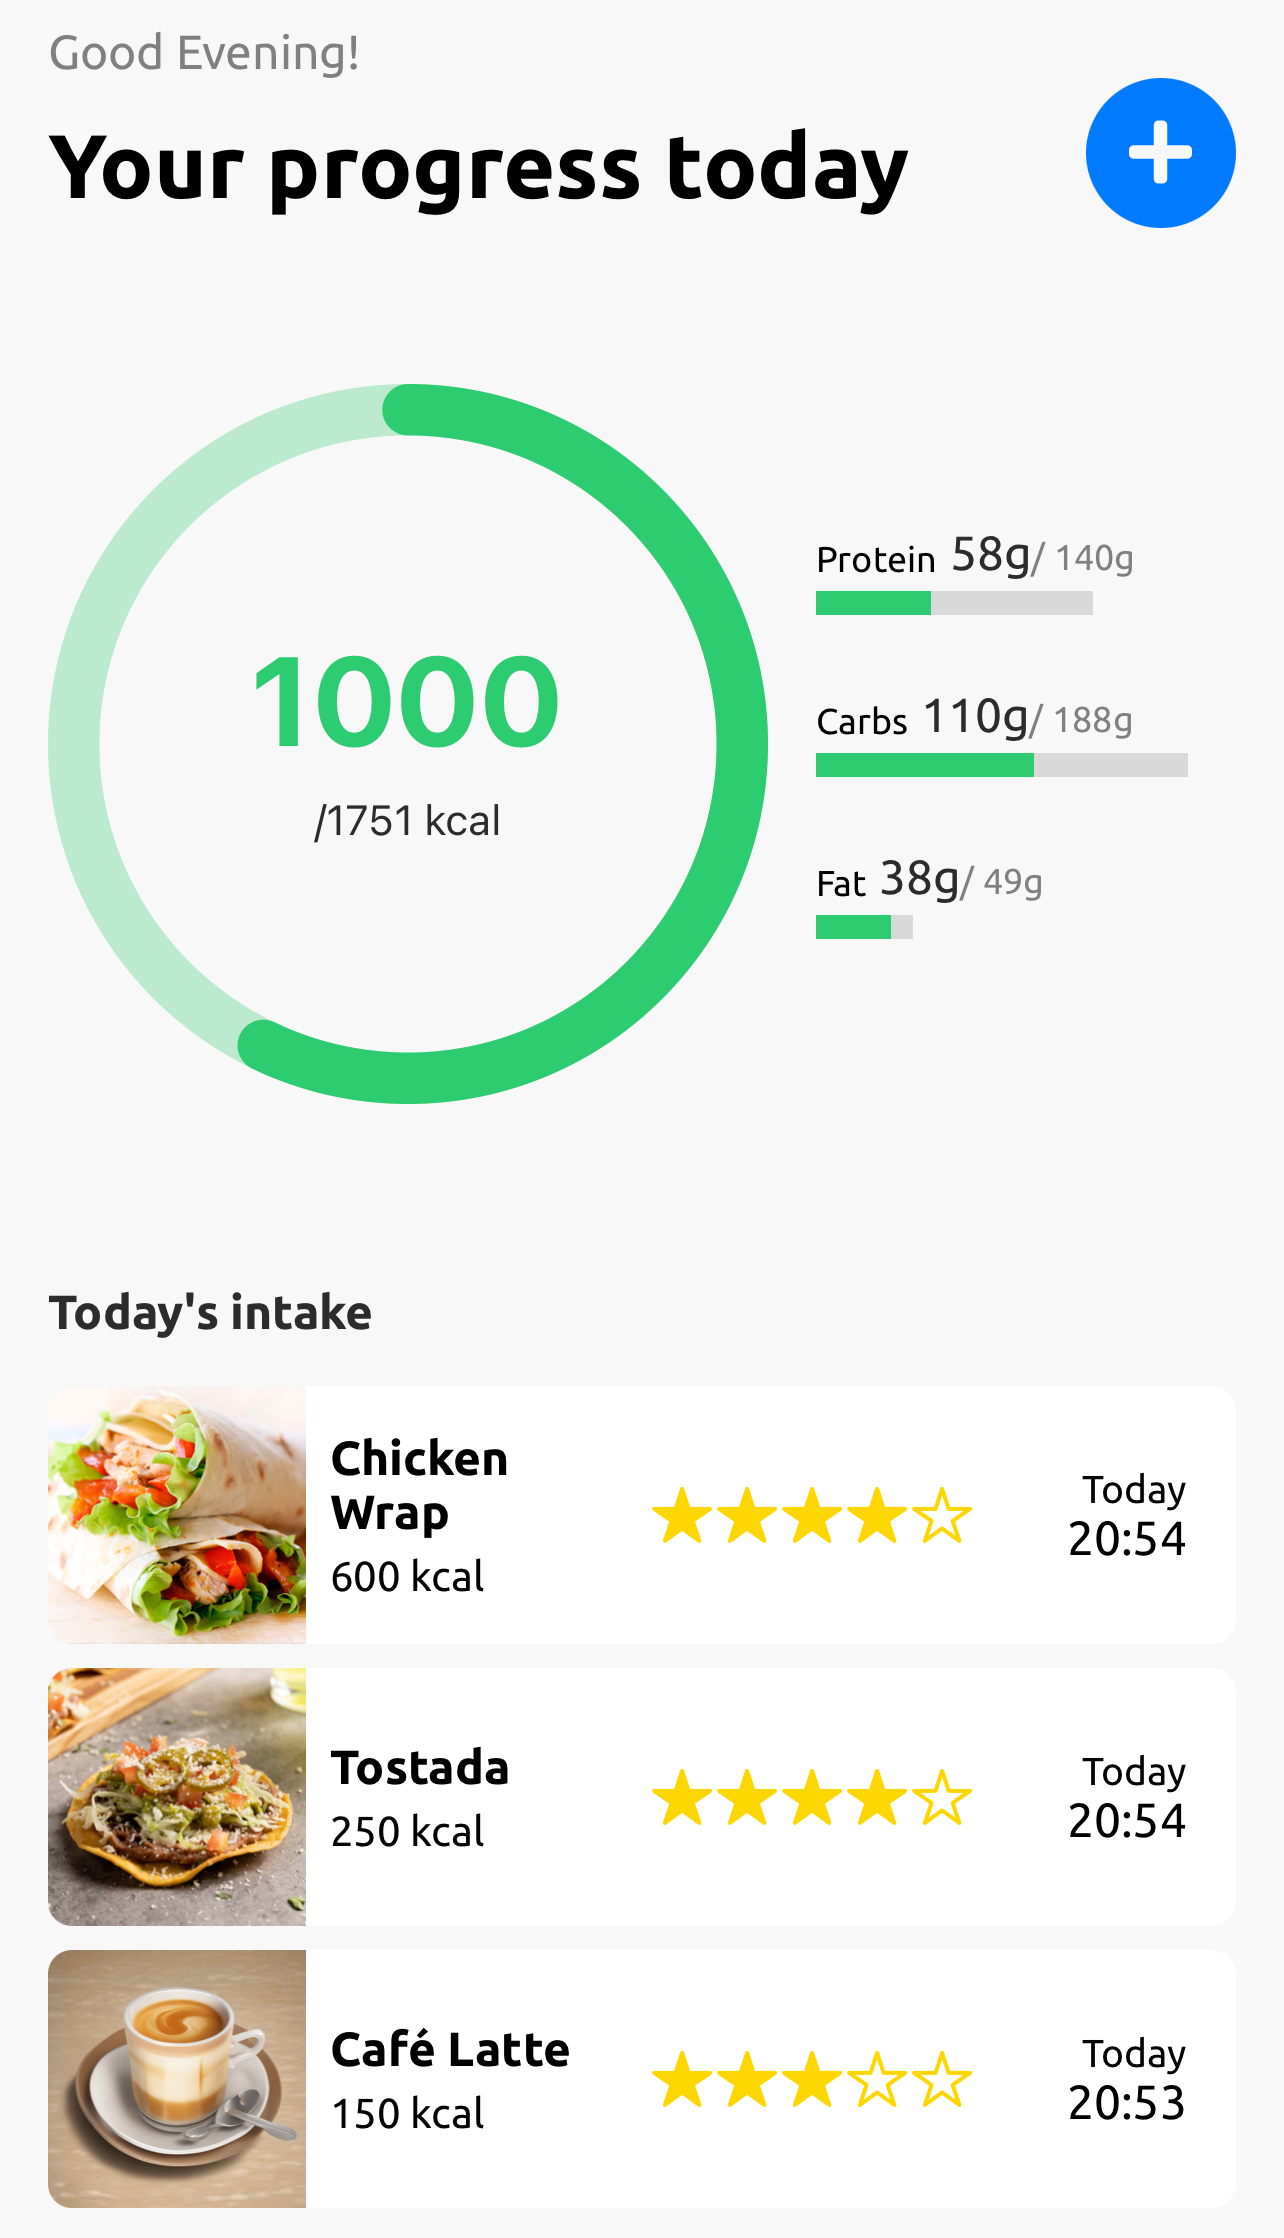 Good Evening!
Your progress today
1000
/1751 kcal
Protein 58g/ 140g
Carbs 110g/ 188g
Fat 38g/ 49g
Today's intake
Chicken
Wrap
600 kcal
Today
20:54
Tostada
250 kcal
Today
20:54
Café Latte
150 kcal
Today
20:53